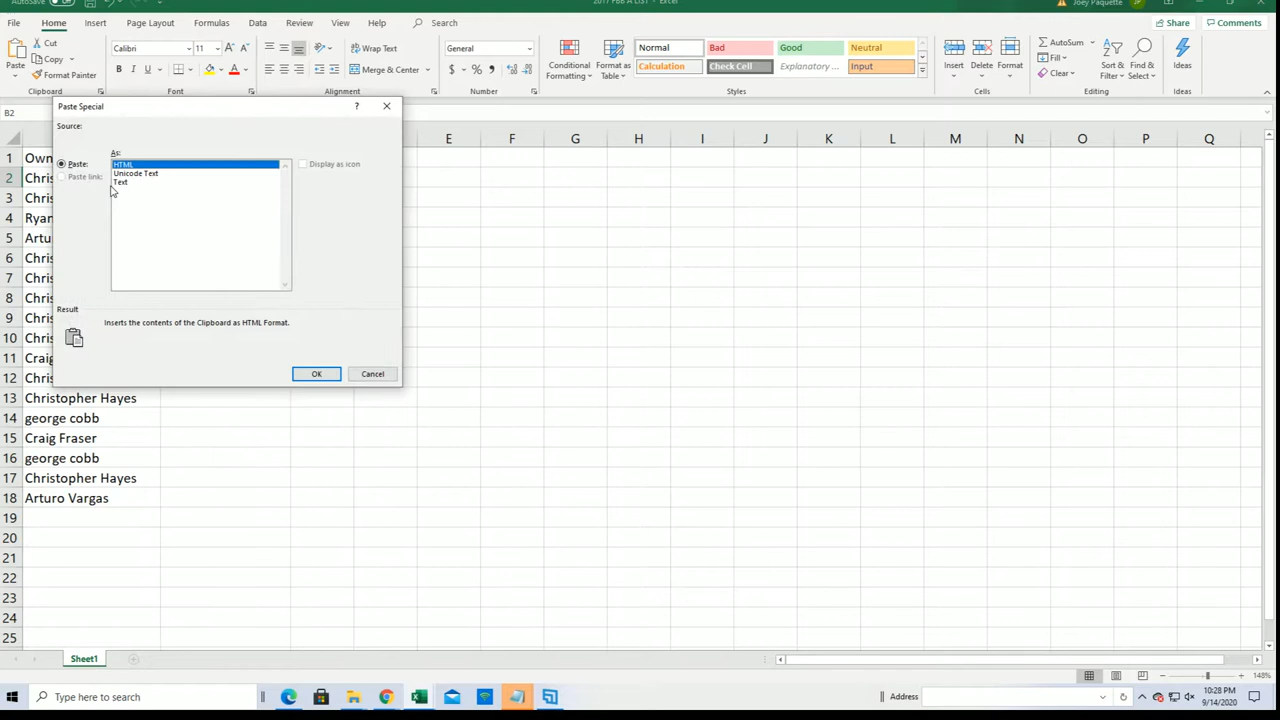 AutoSave
2017 PBB A LIST - Excel
Joey Paquette
JP
File Home Insert Page Layout Formulas Data Review View Help Search Share Comments
Cut
Copy
Format Painter
Paste
Clipboard
Calibri 11
B I U
Font
Wrap Text
Merge & Center
Alignment
General
$ % ,
Number
Conditional Formatting
Format as Table
Normal Bad Good Neutral
Calculation Check Cell Explanatory ... Input
Styles
Insert Delete Format
Cells
AutoSum
Fill
Clear
Sort & Filter
Find & Select
Editing
Ideas
Ideas
B2
Paste Special
? ×
Source:
As:
Paste:
Paste link:
HTML
Unicode Text
Text
Display as icon
Result
Inserts the contents of the Clipboard as HTML Format.
OK Cancel
E F G H I J K L M N O P Q
1 Own
2 Chris
3 Chris
4 Ryan
5 Artu
6 Chris
7 Chris
8 Chris
9 Chris
10 Chris
11 Craig
12 Chris
13 Christopher Hayes
14 george cobb
15 Craig Fraser
16 george cobb
17 Christopher Hayes
18 Arturo Vargas
19
20
21
22
23
24
25
Sheet1
148%
Type here to search
Address
10:28 PM
9/14/2020